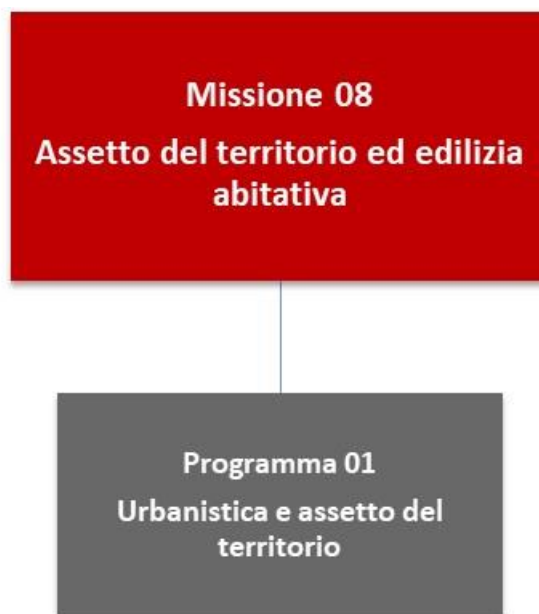 Missione 08
Assetto del territorio ed edilizia
abitativa
Programma 01
Urbanistica e assetto del
territorio